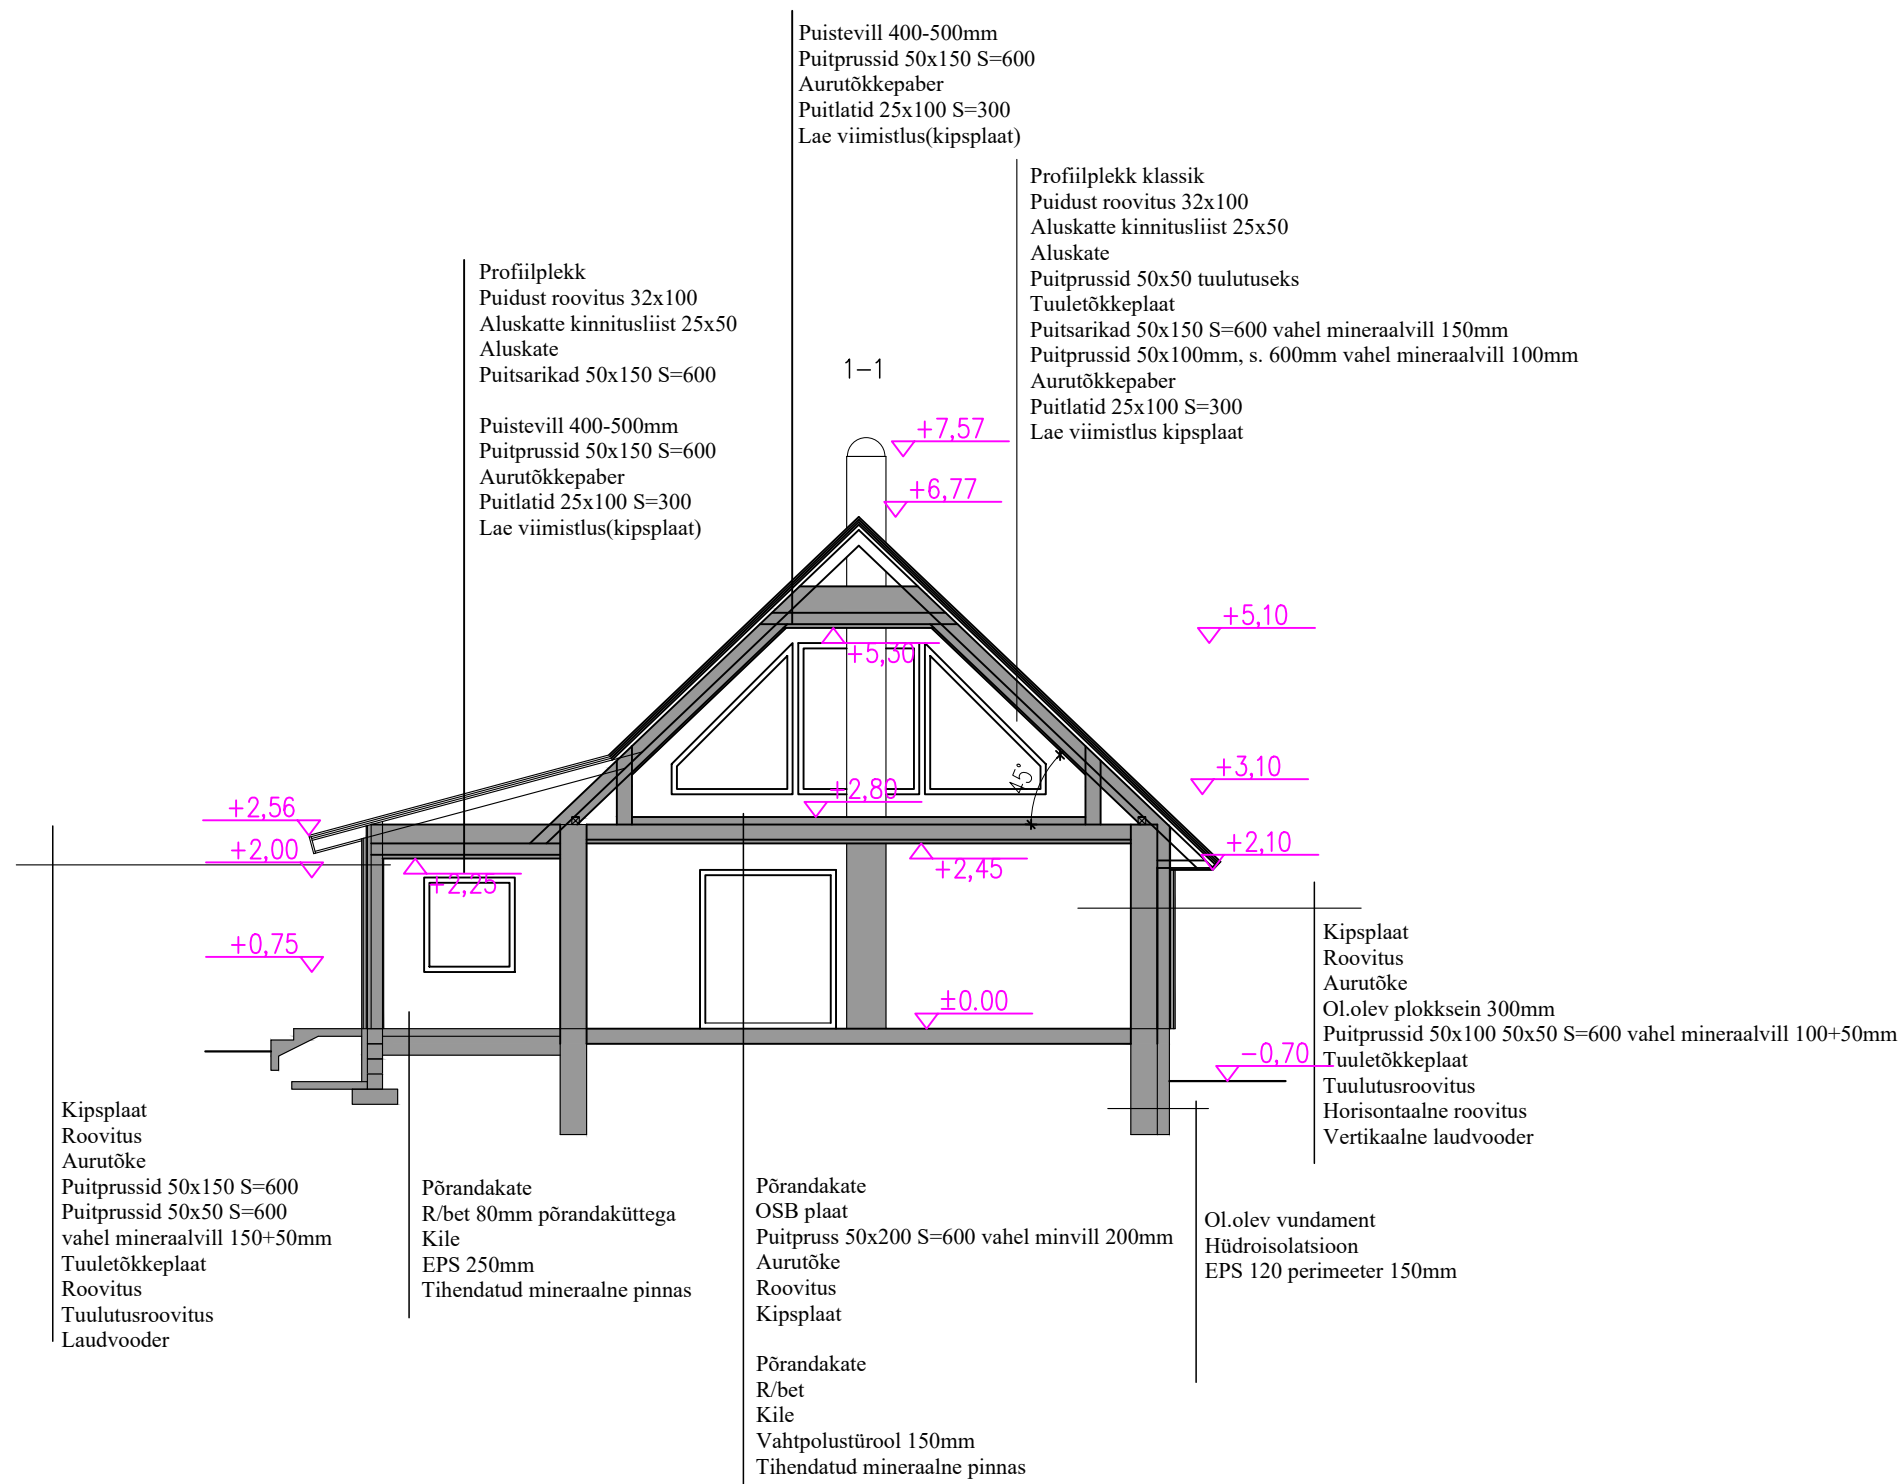 Puistevill 400-500mm
Puitprussid 50x150 S=600
Aurutõkkepaber
Puitlatid 25x100 S=300
Lae viimistlus(kipsplaat)
Profiilplekk klassik
Puidust roovitus 32x100
Aluskatte kinnitusliist 25x50
Aluskate
Puitprussid 50x50 tuulutuseks
Tuuletõkkeplaat
Puitsarikad 50x150 S=600 vahel mineraalvill 150mm
Puitprussid 50x100mm, s. 600mm vahel mineraalvill 100mm
Aurutõkkepaber
Puitlatid 25x100 S=300
Lae viimistlus kipsplaat
Profiilplekk
Puidust roovitus 32x100
Aluskatte kinnitusliist 25x50
Aluskate
Puitsarikad 50x150 S=600
Puistevill 400-500mm
Puitprussid 50x150 S=600
Aurutõkkepaber
Puitlatid 25x100 S=300
Lae viimistlus(kipsplaat)
1-1
+7,57
+6,77
+5,10
+5,30
+3,10
45°
+2,80
+2,56
+2,00
+2,10
+2,25
+2,45
+0,75
±0.00
-0,70
Kipsplaat
Roovitus
Aurutõke
Ol.olev plokksein 300mm
Puitprussid 50x100 50x50 S=600 vahel mineraalvill 100+50mm
Tuuletõkkeplaat
Tuulutusroovitus
Horisontaalne roovitus
Vertikaalne laudvooder
Kipsplaat
Roovitus
Aurutõke
Puitprussid 50x150 S=600
Puitprussid 50x50 S=600
vahel mineraalvill 150+50mm
Tuuletõkkeplaat
Roovitus
Tuulutusroovitus
Laudvooder
Põrandakate
R/bet 80mm põrandaküttega
Kile
EPS 250mm
Tihendatud mineraalne pinnas
Põrandakate
OSB plaat
Puitpruss 50x200 S=600 vahel minvill 200mm
Aurutõke
Roovitus
Kipsplaat
Põrandakate
R/bet
Kile
Vahtpolustürool 150mm
Tihendatud mineraalne pinnas
Ol.olev vundament
Hüdroisolatsioon
EPS 120 perimeeter 150mm